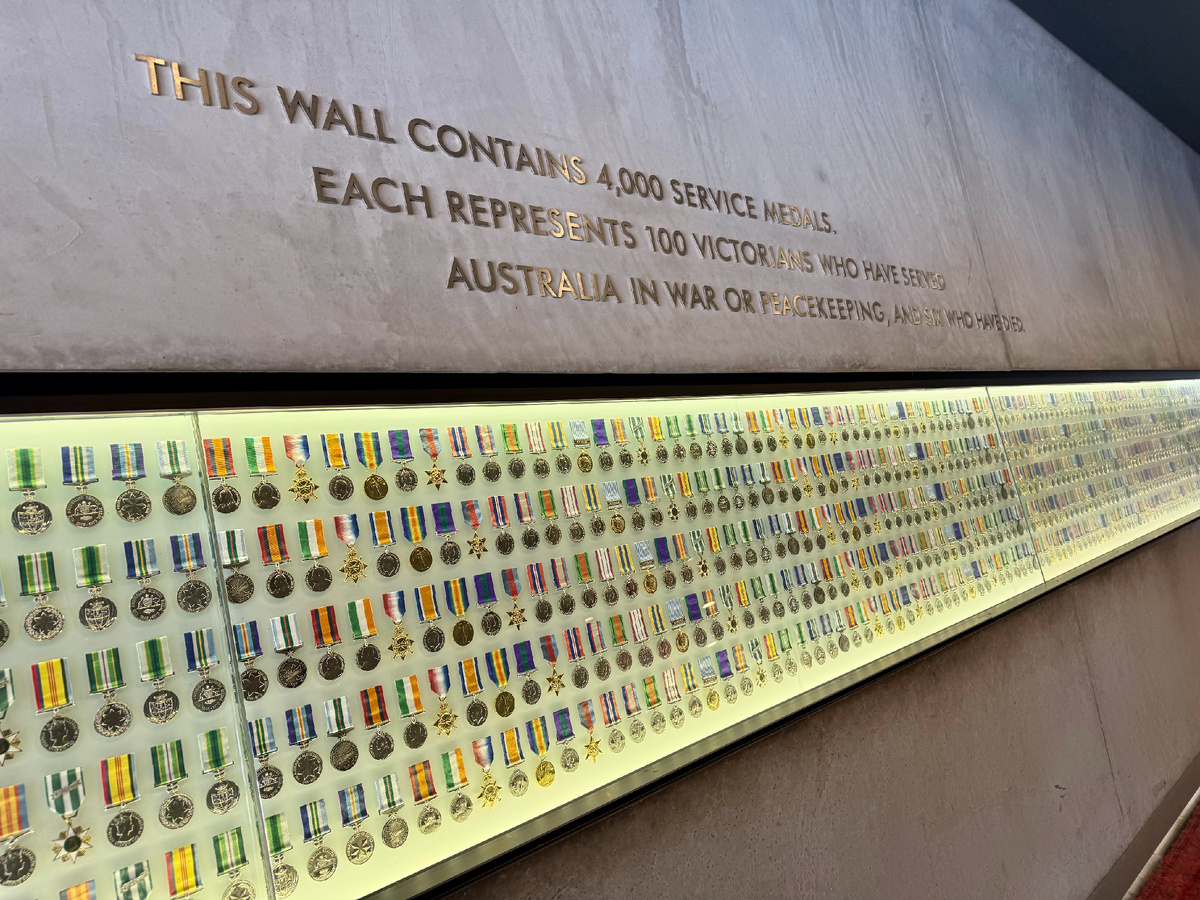 THIS WALL CONTAINS 4,000 SERVICE MEDALS.
EACH REPRESENTS 100 VICTORIANS WHO HAVE SERVED
AUSTRALIA IN WAR OR PEACEKEEPING, AND SIX WHO HAVE DIED.